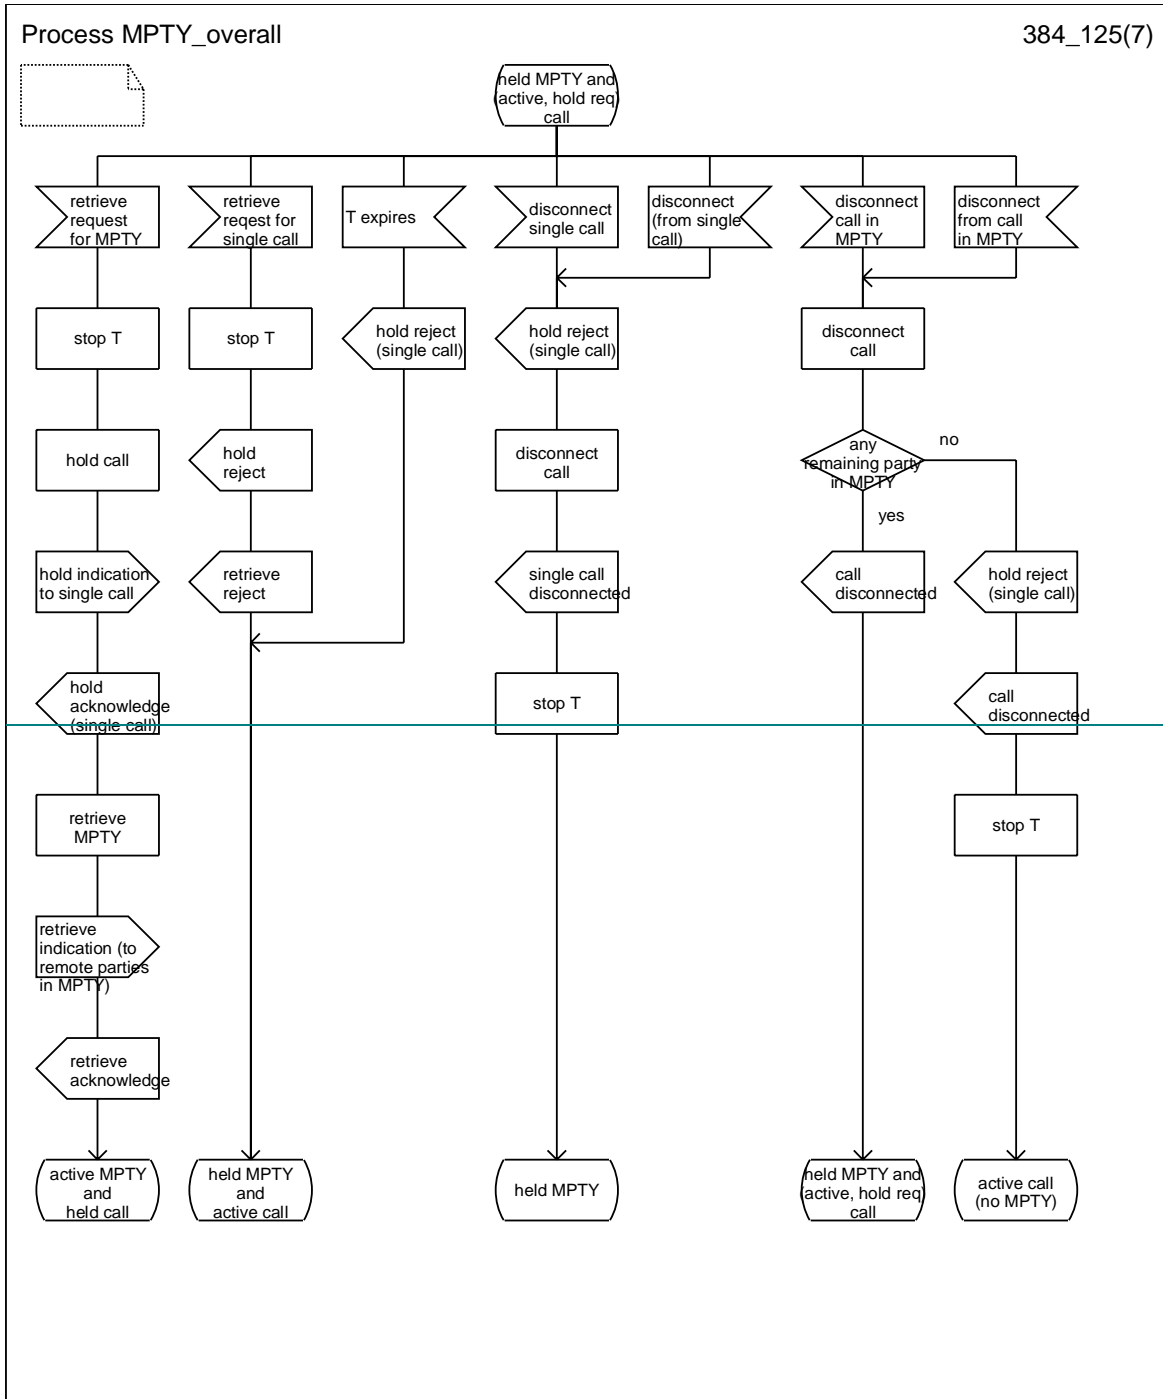 Process MPTY_overall
384_125(7)
held MPTY and
(active, hold req)
call
retrieve
request
for MPTY
retrieve
reqest for
single call
T expires
disconnect
single call
disconnect
(from single
call)
disconnect
call in
MPTY
disconnect
from call
in MPTY
stop T
stop T
hold reject
(single call)
hold reject
(single call)
disconnect
call
hold call
hold
reject
disconnect
call
any
remaining party
in MPTY
no
yes
hold indication
to single call
retrieve
reject
single call
disconnected
call
disconnected
hold reject
(single call)
hold
acknowledge
(single call)
stop T
call
disconnected
retrieve
MPTY
stop T
retrieve
indication (to
remote parties
in MPTY)
retrieve
acknowledge
active MPTY
and
held call
held MPTY
and
active call
held MPTY
held MPTY and
(active, hold req)
call
active call
(no MPTY)